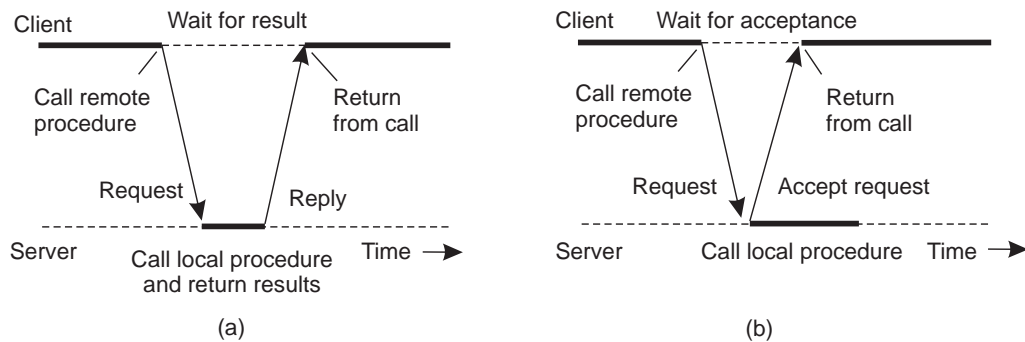 Client
Wait for result
Call remote
procedure
Return
from call
Request
Reply
Server
Call local procedure
and return results
Time
(a)
Client
Wait for acceptance
Call remote
procedure
Return
from call
Request
Accept request
Server
Call local procedure
Time
(b)